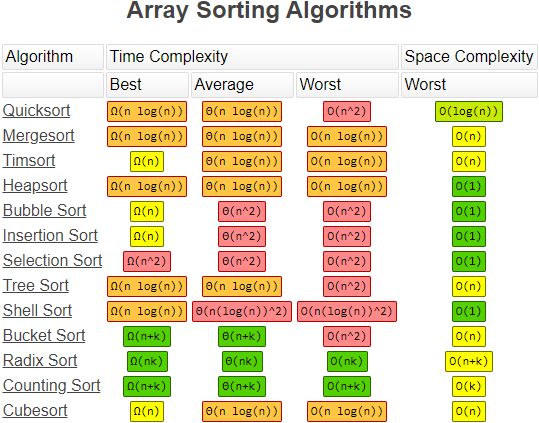 Array Sorting Algorithms
Algorithm Time Complexity Space Complexity
Best Average Worst Worst
Quicksort Ω(n log(n)) Θ(n log(n)) O(n^2) O(log(n))
Mergesort Ω(n log(n)) Θ(n log(n)) O(n log(n)) O(n)
Timsort Ω(n) Θ(n log(n)) O(n log(n)) O(n)
Heapsort Ω(n log(n)) Θ(n log(n)) O(n log(n)) O(1)
Bubble Sort Ω(n) Θ(n^2) O(n^2) O(1)
Insertion Sort Ω(n) Θ(n^2) O(n^2) O(1)
Selection Sort Ω(n^2) Θ(n^2) O(n^2) O(1)
Tree Sort Ω(n log(n)) Θ(n log(n)) O(n^2) O(n)
Shell Sort Ω(n log(n)) Θ(n(log(n))^2) O(n(log(n))^2) O(1)
Bucket Sort Ω(n+k) Θ(n+k) O(n^2) O(n)
Radix Sort Ω(nk) Θ(nk) O(nk) O(n+k)
Counting Sort Ω(n+k) Θ(n+k) O(n+k) O(k)
Cubesort Ω(n) Θ(n log(n)) O(n log(n)) O(n)